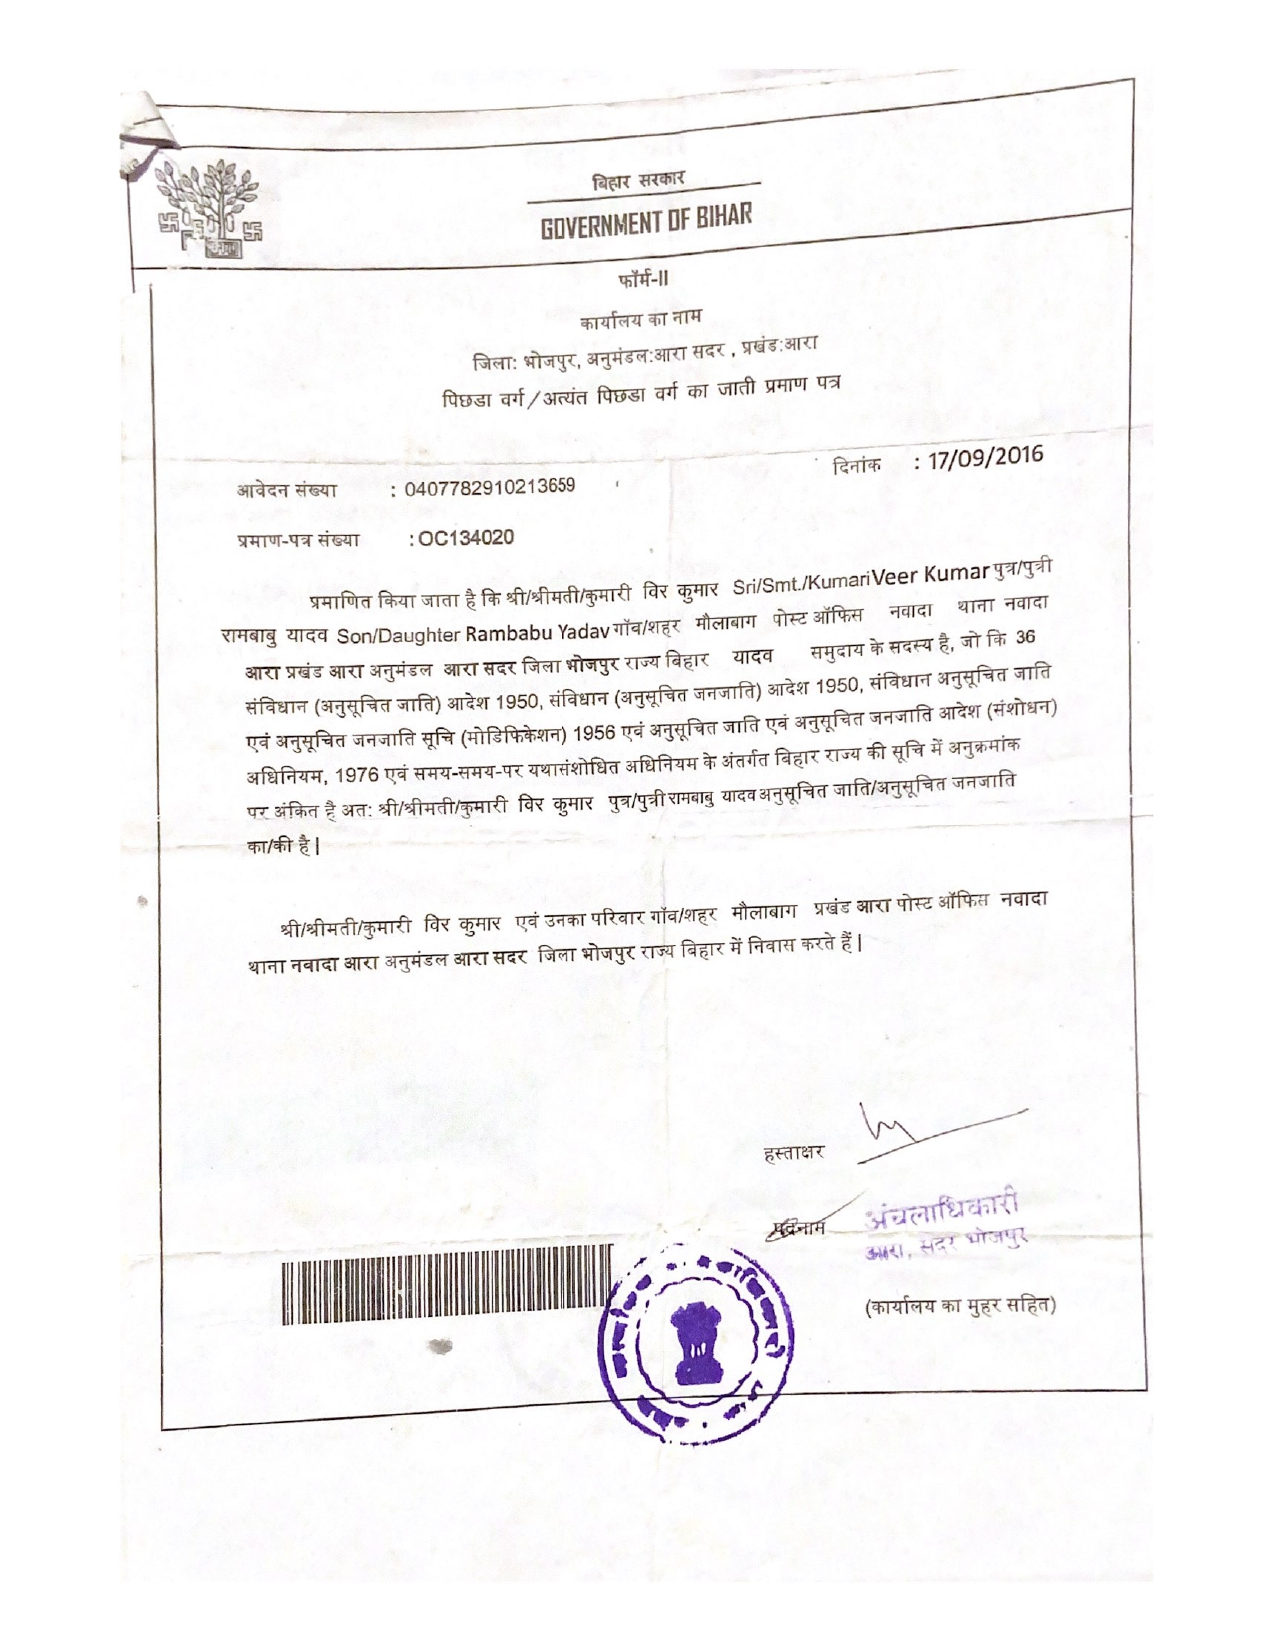 बिहार सरकार
GOVERNMENT OF BIHAR
फॉर्म-II
कार्यालय का नाम
जिला: भोजपुर, अनुमंडल:आरा सदर , प्रखंड:आरा
पिछडा वर्ग/अत्यंत पिछडा वर्ग का जाती प्रमाण पत्र
दिनांक : 17/09/2016
आवेदन संख्या : 0407782910213659
प्रमाण-पत्र संख्या : OC134020
प्रमाणित किया जाता है कि श्री/श्रीमती/कुमारी विर कुमार Sri/Smt./Kumari Veer Kumar पुत्र/पुत्री
रामबाबु यादव Son/Daughter Rambabu Yadav गॉव/शहर मौलाबाग पोस्ट ऑफिस नवादा थाना नवादा
आरा प्रखंड आरा अनुमंडल आरा सदर जिला भोजपुर राज्य बिहार यादव समुदाय के सदस्य है, जो कि 36
संविधान (अनुसूचित जाति) आदेश 1950, संविधान (अनुसूचित जनजाति) आदेश 1950, संविधान अनुसूचित जाति
एवं अनुसूचित जनजाति सूचि (मोडिफिकेशन) 1956 एवं अनुसूचित जाति एवं अनुसूचित जनजाति आदेश (संशोधन)
अधिनियम, 1976 एवं समय-समय-पर यथासंशोधित अधिनियम के अंतर्गत बिहार राज्य की सूचि में अनुक्रमांक
पर अंकित है अत: श्री/श्रीमती/कुमारी विर कुमार पुत्र/पुत्री रामबाबु यादव अनुसूचित जाति/अनुसूचित जनजाति
का/की है |
श्री/श्रीमती/कुमारी विर कुमार एवं उनका परिवार गॉव/शहर मौलाबाग प्रखंड आरा पोस्ट ऑफिस नवादा
थाना नवादा आरा अनुमंडल आरा सदर जिला भोजपुर राज्य बिहार में निवास करते हैं |
हस्ताक्षर
पदनाम अंचलाधिकारी
आरा, सदर भोजपुर
(कार्यालय का मुहर सहित)